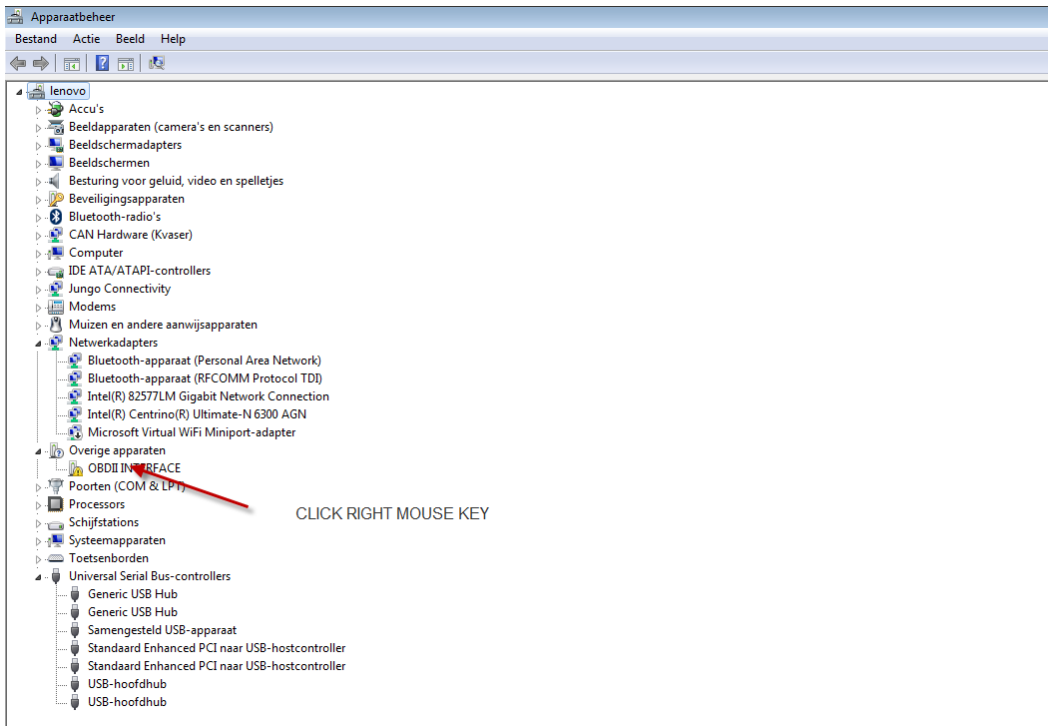 Apparaatbeheer
Bestand Actie Beeld Help
lenovo
Accu's
Beeldapparaten (camera's en scanners)
Beeldschermadapters
Beeldschermen
Besturing voor geluid, video en spelletjes
Beveiligingsapparaten
Bluetooth-radio's
CAN Hardware (Kvaser)
Computer
IDE ATA/ATAPI-controllers
Jungo Connectivity
Modems
Muizen en andere aanwijsapparaten
Netwerkadapters
Bluetooth-apparaat (Personal Area Network)
Bluetooth-apparaat (RFCOMM Protocol TDI)
Intel(R) 82577LM Gigabit Network Connection
Intel(R) Centrino(R) Ultimate-N 6300 AGN
Microsoft Virtual WiFi Miniport-adapter
Overige apparaten
OBDII INTERFACE
Poorten (COM & LPT)
Processors
CLICK RIGHT MOUSE KEY
Schijfstations
Systeemapparaten
Toetsenborden
Universal Serial Bus-controllers
Generic USB Hub
Generic USB Hub
Samengesteld USB-apparaat
Standaard Enhanced PCI naar USB-hostcontroller
Standaard Enhanced PCI naar USB-hostcontroller
USB-hoofdhub
USB-hoofdhub